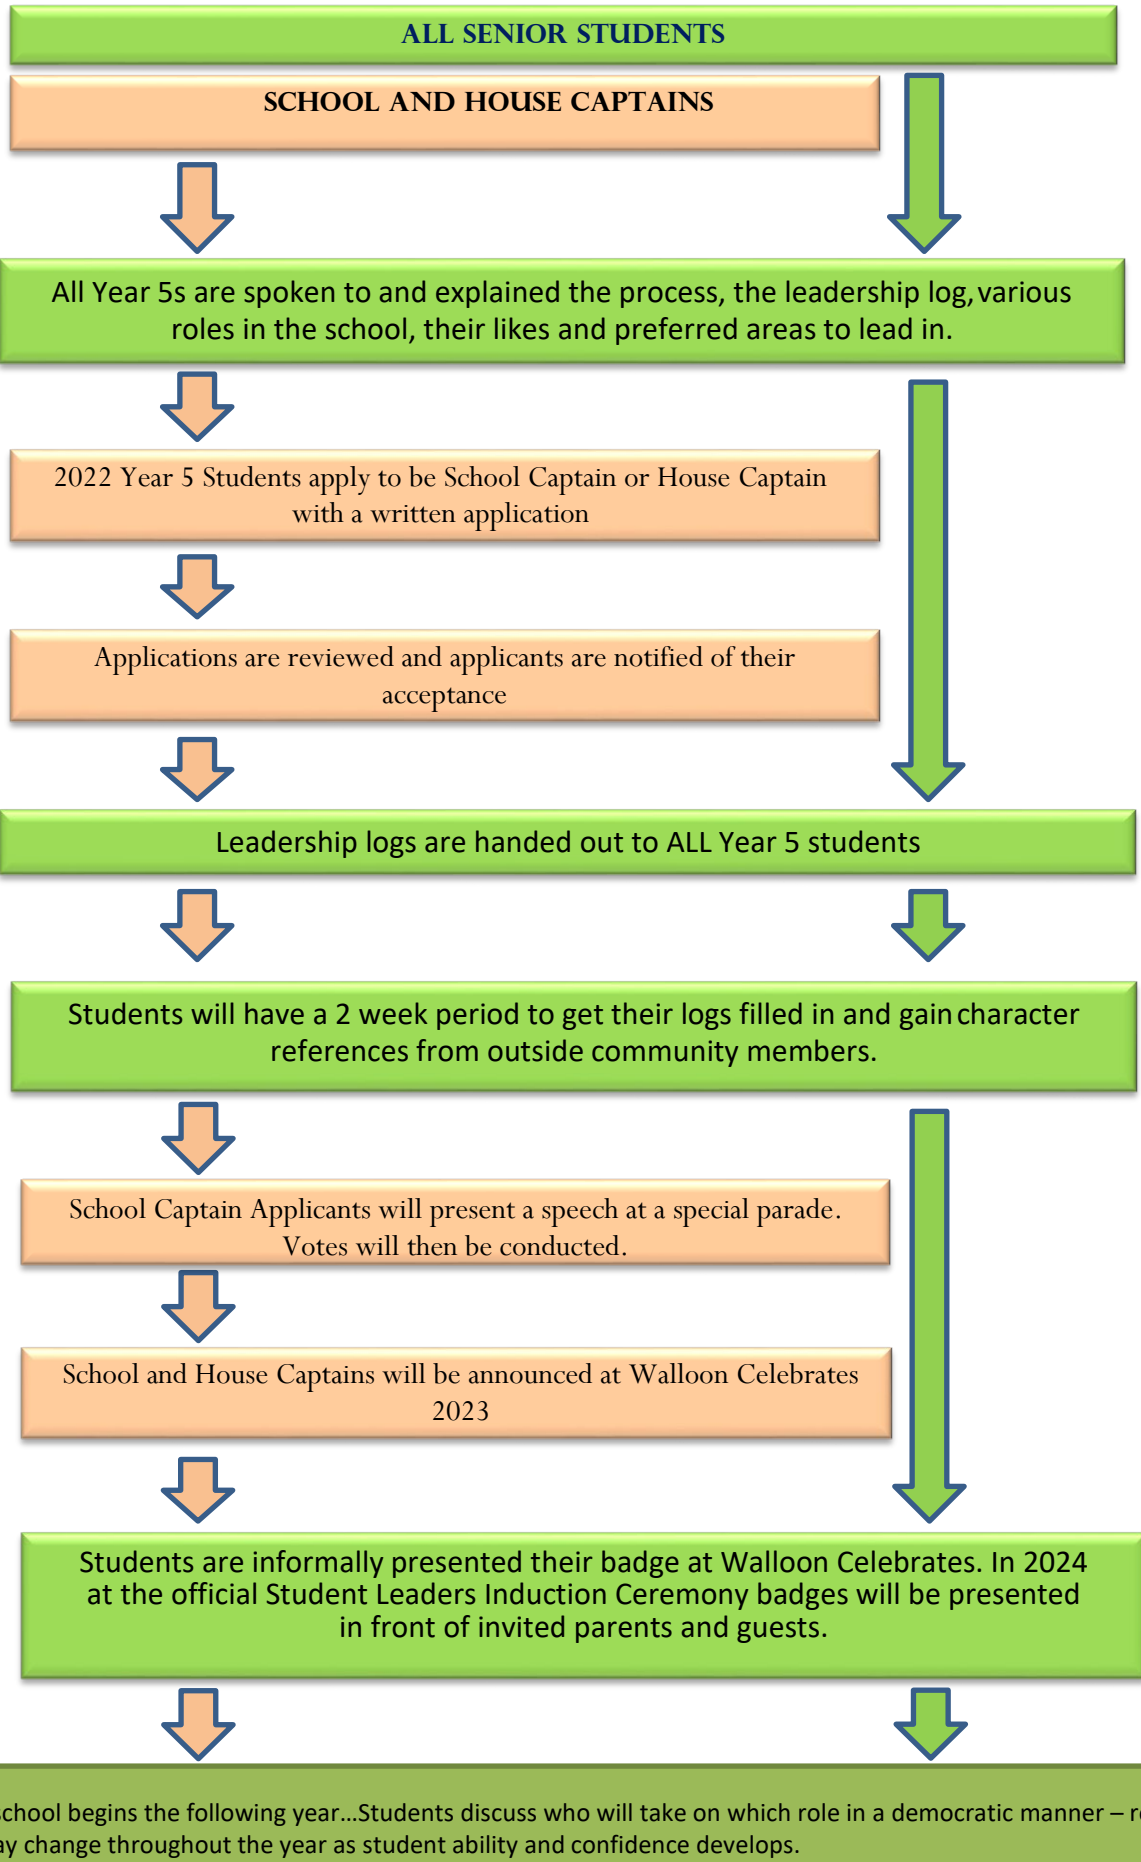 ALL SENIOR STUDENTS
SCHOOL AND HOUSE CAPTAINS
All Year 5s are spoken to and explained the process, the leadership log, various
roles in the school, their likes and preferred areas to lead in.
2022 Year 5 Students apply to be School Captain or House Captain
with a written application
Applications are reviewed and applicants are notified of their
acceptance
Leadership logs are handed out to ALL Year 5 students
Students will have a 2 week period to get their logs filled in and gain character
references from outside community members.
School Captain Applicants will present a speech at a special parade.
Votes will then be conducted.
School and House Captains will be announced at Walloon Celebrates
2023
Students are informally presented their badge at Walloon Celebrates. In 2024
at the official Student Leaders Induction Ceremony badges will be presented
in front of invited parents and guests.
school begins the following year...Students discuss who will take on which role in a democratic manner –
change throughout the year as student ability and confidence develops.